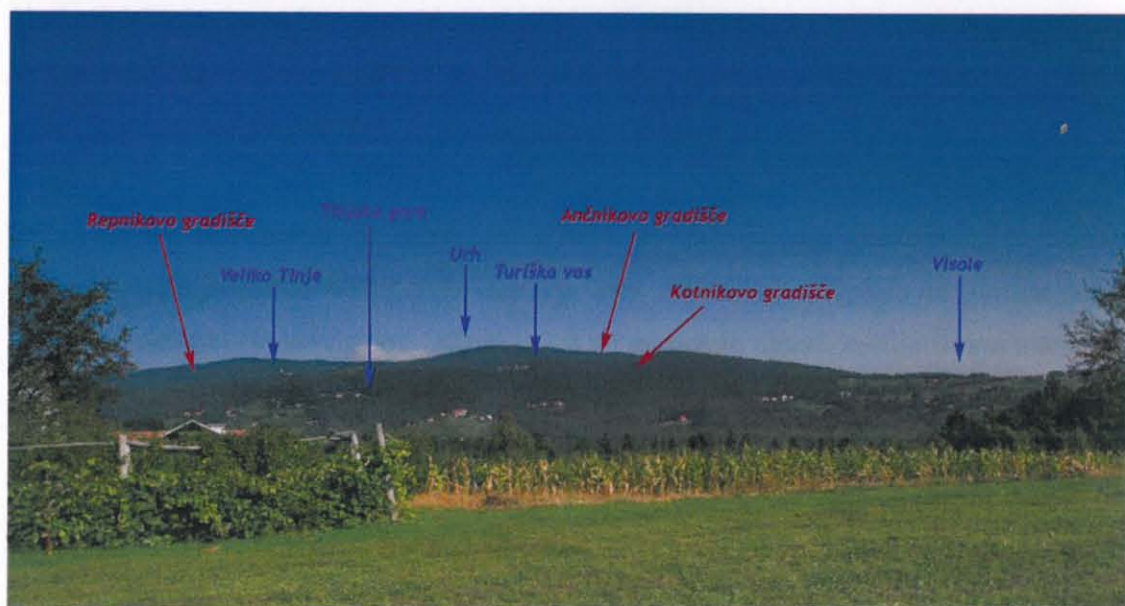 Repnikovo gradišče
Veliko Tinje
Urh
Turiška vas
Ančnikovo gradišče
Kotnikovo gradišče
Visole